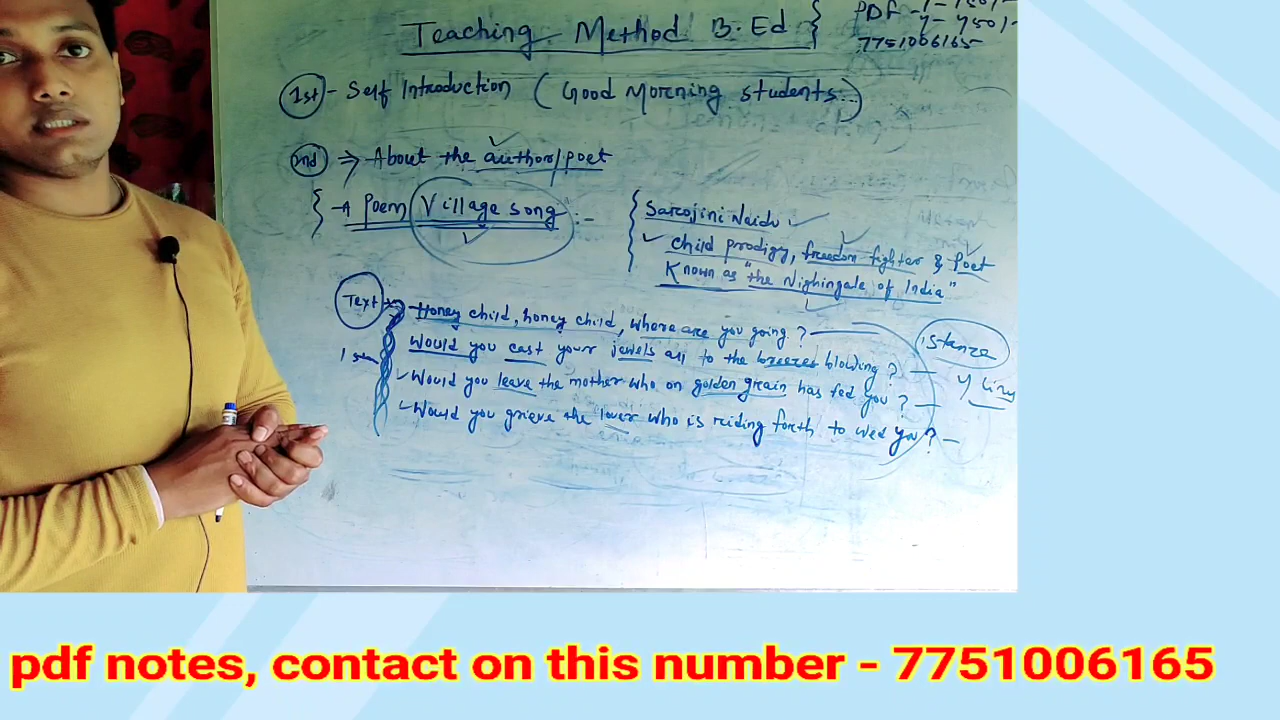 Teaching Method B.Ed
PDF
7751006165
1st - Self Introduction (Good Morning students..)
2nd ⇒ About the author/poet
→ Poem Village song :-
Sarojini Naidu :-
child prodigy, freedom fighter & Poet
Known as "the Nighingale of India"
Text
Honey child, honey child, where are you going?
Would you cast your jewels all to the breezes blowing?
Would you leave the mother who on golden grain has fed you?
Would you grieve the lover who is riding forth to wed you?
1 stanza
4 lines
pdf notes, contact on this number - 7751006165